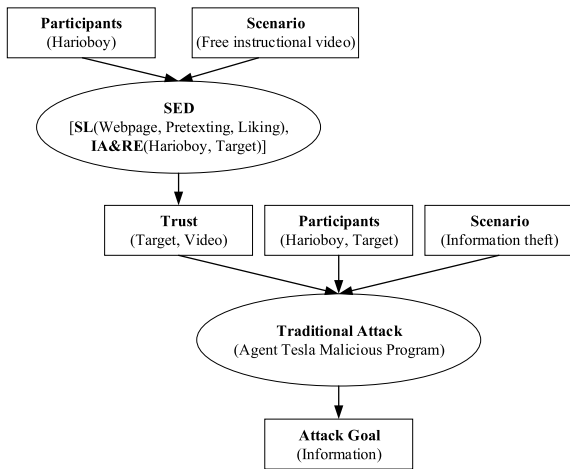 Participants
(Harioboy)
Scenario
(Free instructional video)
SED
[SL(Webpage, Pretexting, Liking),
IA&RE(Harioboy, Target)]
Trust
(Target, Video)
Participants
(Harioboy, Target)
Scenario
(Information theft)
Traditional Attack
(Agent Tesla Malicious Program)
Attack Goal
(Information)